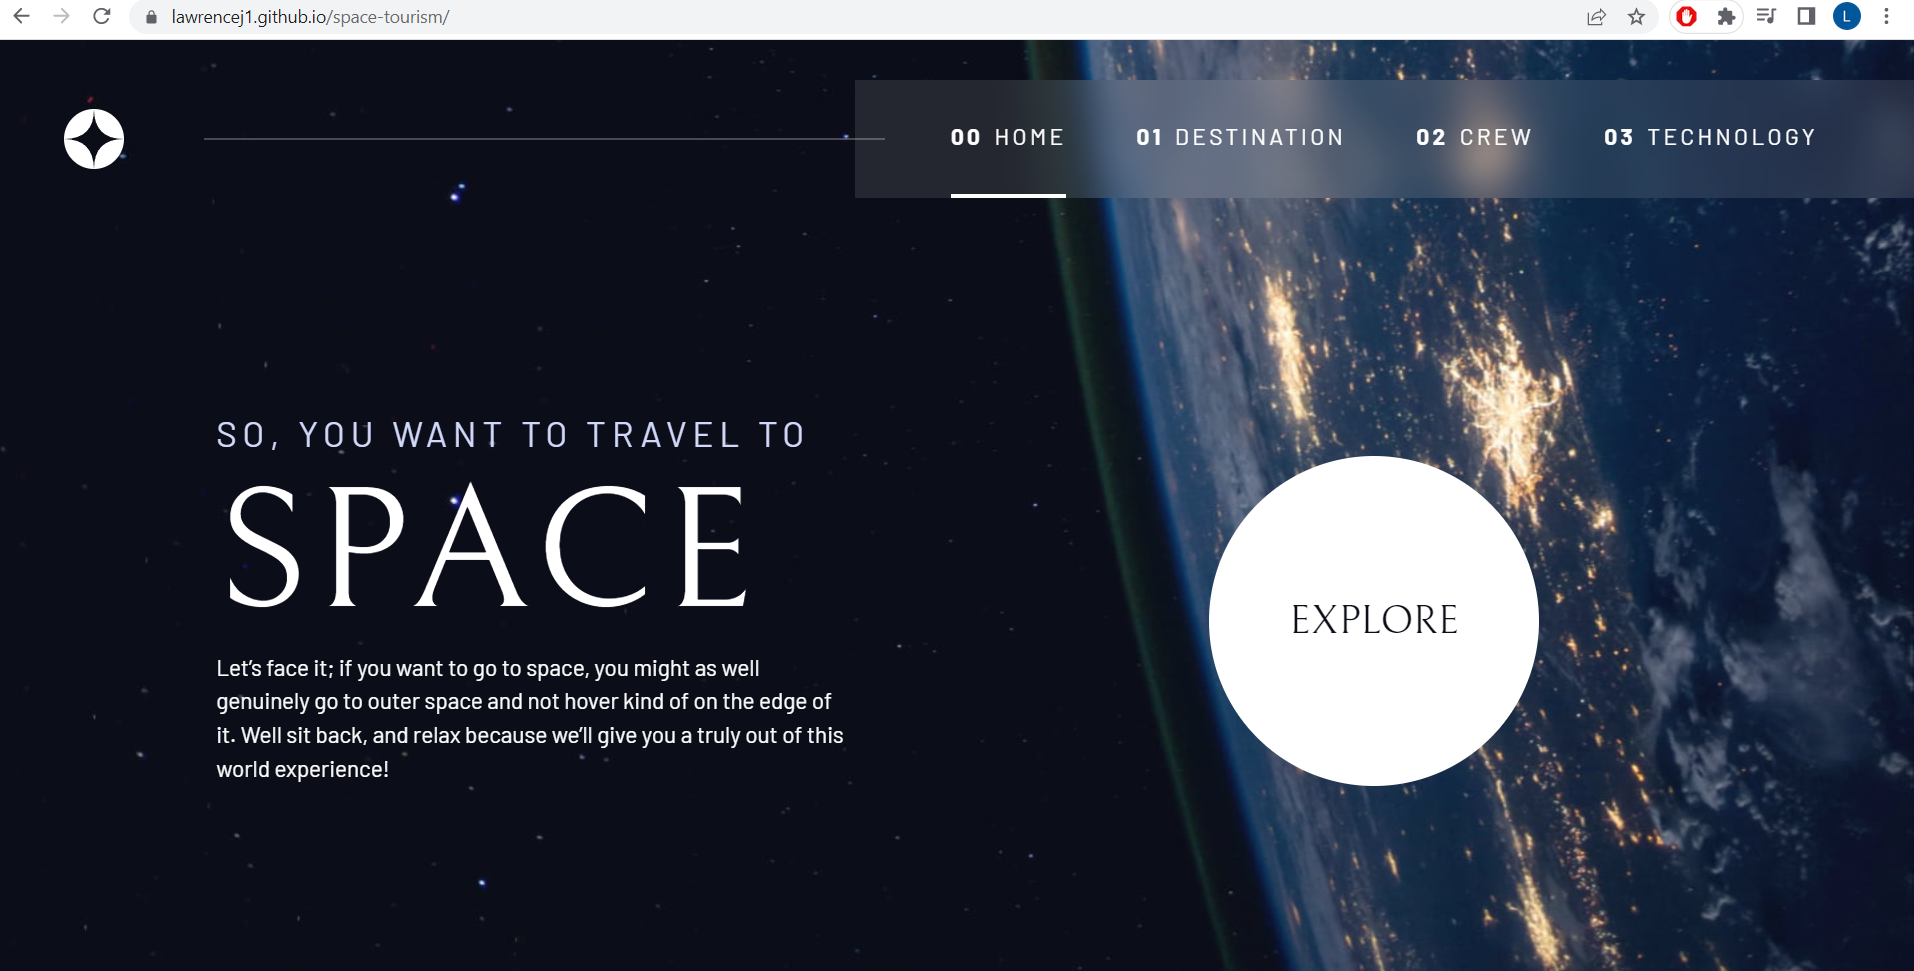 lawrencej1.github.io/space-tourism/
L
00 HOME 01 DESTINATION 02 CREW 03 TECHNOLOGY
SO, YOU WANT TO TRAVEL TO
SPACE
Let’s face it; if you want to go to space, you might as well
genuinely go to outer space and not hover kind of on the edge of
it. Well sit back, and relax because we’ll give you a truly out of this
world experience!
EXPLORE